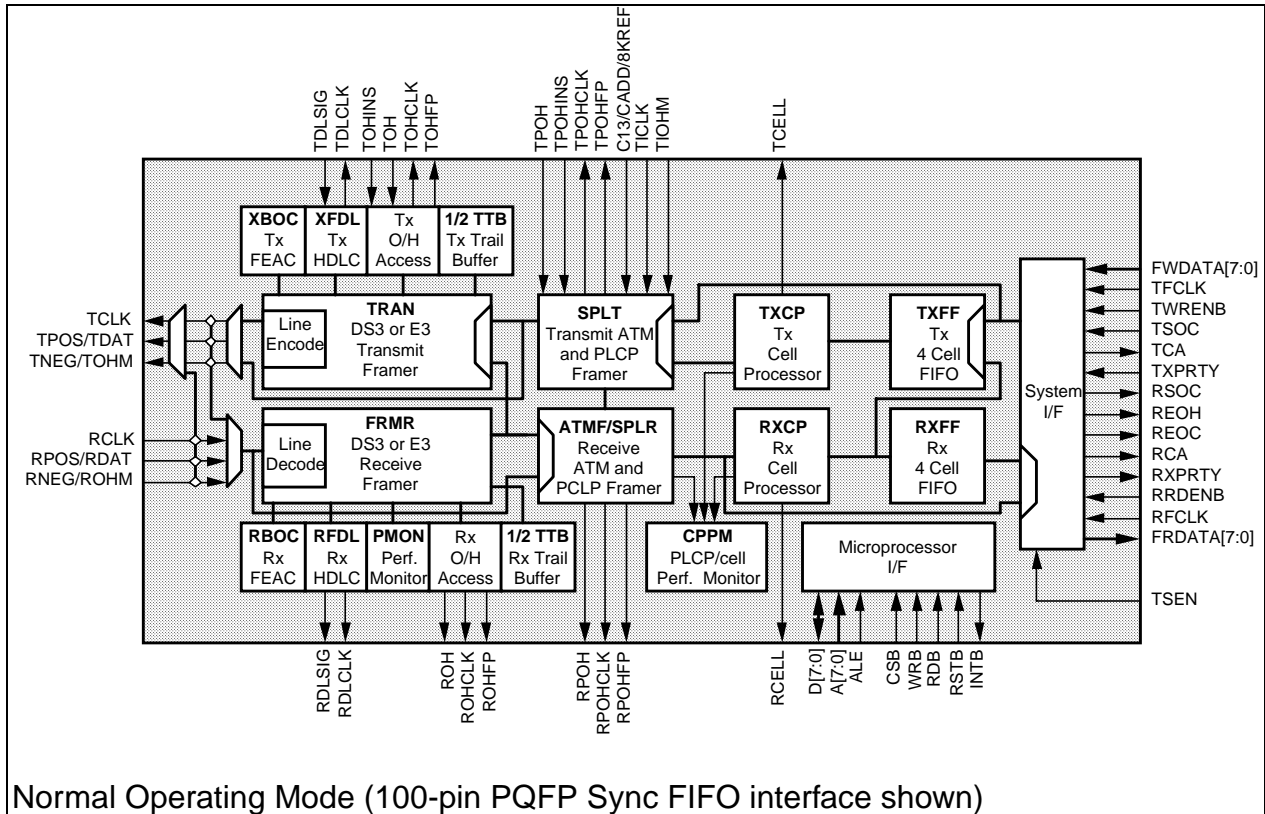 TDLSIG
TDLCLK
TOHINS
TOH
TOHCLK
TOHFP
TPOH
TPOHINS
TPOHCLK
TPOHFP
C13/CADD/8KREF
TICLK
TIOHM
TCELL
XBOC
Tx
FEAC
XFDL
Tx
HDLC
Tx
O/H
Access
1/2 TTB
Tx Trail
Buffer
TCLK
TPOS/TDAT
TNEG/TOHM
Line
Encode
TRAN
DS3 or E3
Transmit
Framer
SPLT
Transmit ATM
and PLCP
Framer
TXCP
Tx
Cell
Processor
TXFF
Tx
4 Cell
FIFO
System
I/F
FWDATA[7:0]
TFCLK
TWRENB
TSOC
TCA
TXPRTY
RSOC
REOH
REOC
RCA
RXPRTY
RRDENB
RFCLK
FRDATA[7:0]
TSEN
RCLK
RPOS/RDAT
RNEG/ROHM
Line
Decode
FRMR
DS3 or E3
Receive
Framer
ATMF/SPLR
Receive
ATM and
PCLP Framer
RXCP
Rx
Cell
Processor
RXFF
Rx
4 Cell
FIFO
RBOC
Rx
FEAC
RFDL
Rx
HDLC
PMON
Perf.
Monitor
Rx
O/H
Access
1/2 TTB
Rx Trail
Buffer
CPPM
PLCP/cell
Perf. Monitor
Microprocessor
I/F
RDLSIG
RDLCLK
ROH
ROHCLK
ROHFP
RPOH
RPOHCLK
RPOHFP
RCELL
D[7:0]
A[7:0]
ALE
CSB
WRB
RDB
RSTB
INTB
Normal Operating Mode (100-pin PQFP Sync FIFO interface shown)